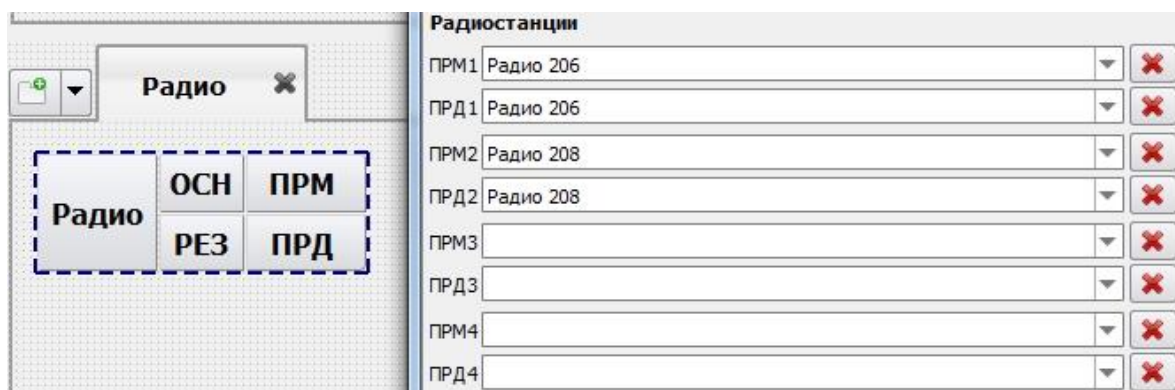 Радио
Радио
ОСН
ПРМ
РЕЗ
ПРД
Радиостанции
ПРМ1 Радио 206
ПРД1 Радио 206
ПРМ2 Радио 208
ПРД2 Радио 208
ПРМ3
ПРД3
ПРМ4
ПРД4